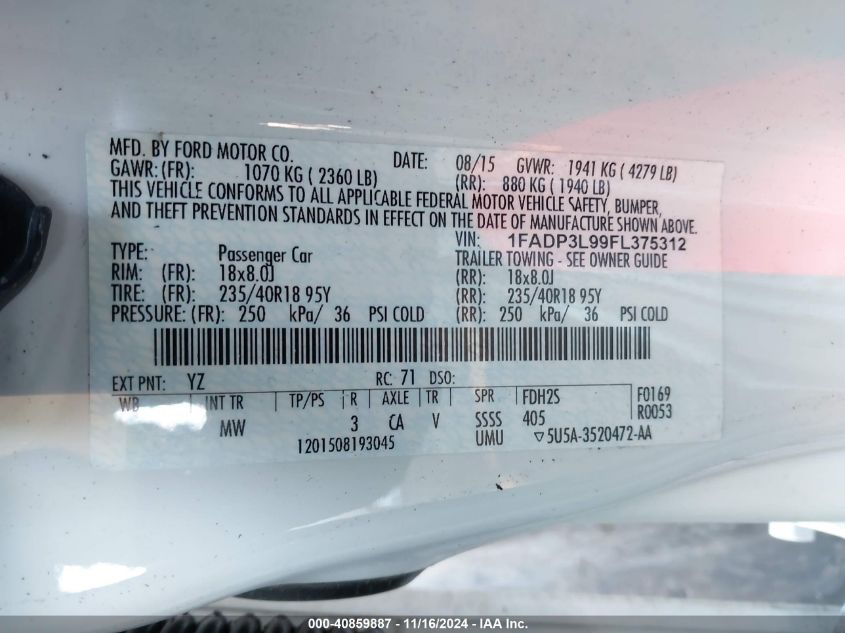 MFD. BY FORD MOTOR CO. DATE: 08/15 GVWR: 1941 KG ( 4279 LB)
GAWR: (FR): 1070 KG ( 2360 LB) (RR): 880 KG ( 1940 LB)
THIS VEHICLE CONFORMS TO ALL APPLICABLE FEDERAL MOTOR VEHICLE SAFETY, BUMPER,
AND THEFT PREVENTION STANDARDS IN EFFECT ON THE DATE OF MANUFACTURE SHOWN ABOVE.
VIN: 1FADP3L99FL375312
TYPE: Passenger Car TRAILER TOWING - SEE OWNER GUIDE
RIM: (FR): 18x8.0J (RR): 18x8.0J
TIRE: (FR): 235/40R18 95Y (RR): 235/40R18 95Y
PRESSURE: (FR): 250 kPa/ 36 PSI COLD (RR): 250 kPa/ 36 PSI COLD
EXT PNT: YZ RC: 71 DSO:
WB INT TR TP/PS R AXLE TR SPR FDH2S F0169
MW 3 CA V SSSS 405 R0053
1201508193045 UMU ▽5U5A-3520472-AA
000-40859887 - 11/16/2024 - IAA Inc.